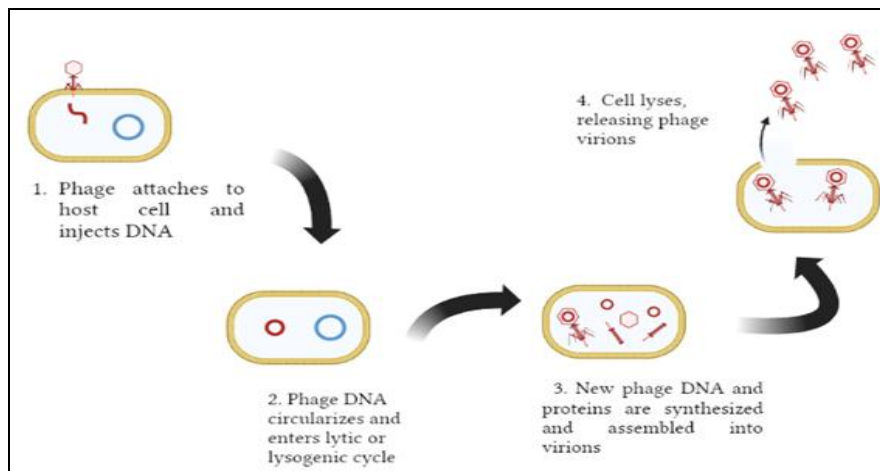 1. Phage attaches to
host cell and
injects DNA
2. Phage DNA
circularizes and
enters lytic or
lysogenic cycle
3. New phage DNA and
proteins are synthesized
and assembled into
virions
4. Cell lyses,
releasing phage
virions